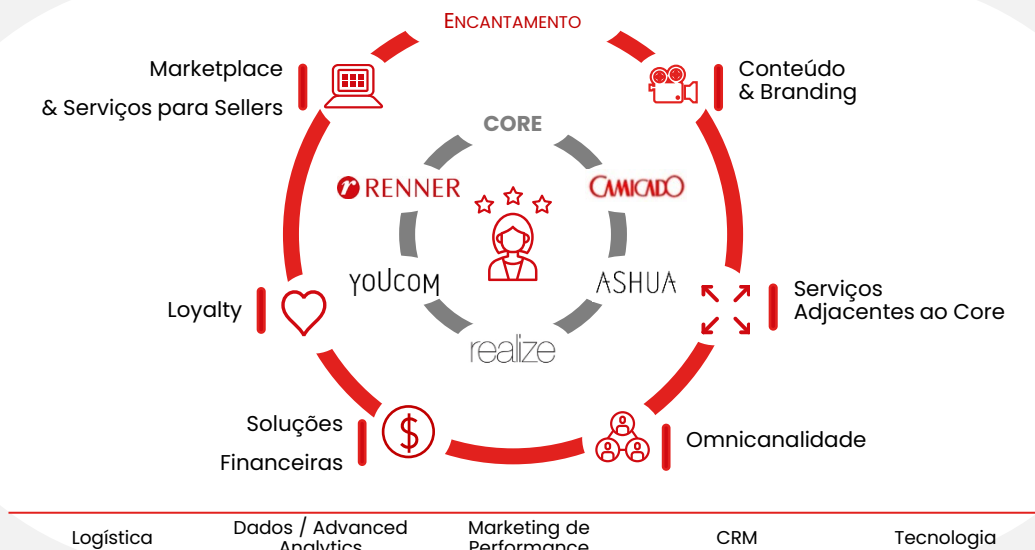 ENCANTAMENTO
Marketplace
& Serviços para Sellers
Conteúdo
& Branding
CORE
RENNER
CAMICADO
YOUCOM
ASHUA
realize
Loyalty
Serviços
Adjacentes ao Core
Soluções
Financeiras
Omnicanalidade
Logística
Dados / Advanced
Analytics
Marketing de
Performance
CRM
Tecnologia